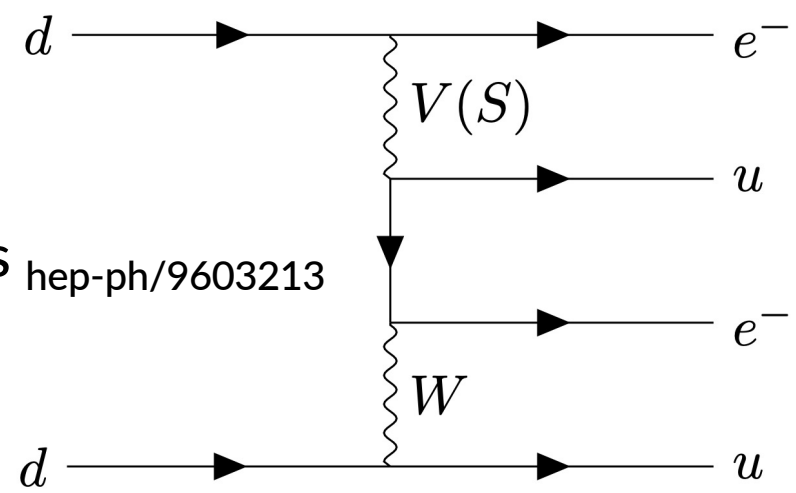 d e⁻
V(S)
u
s hep-ph/9603213
e⁻
W
d u